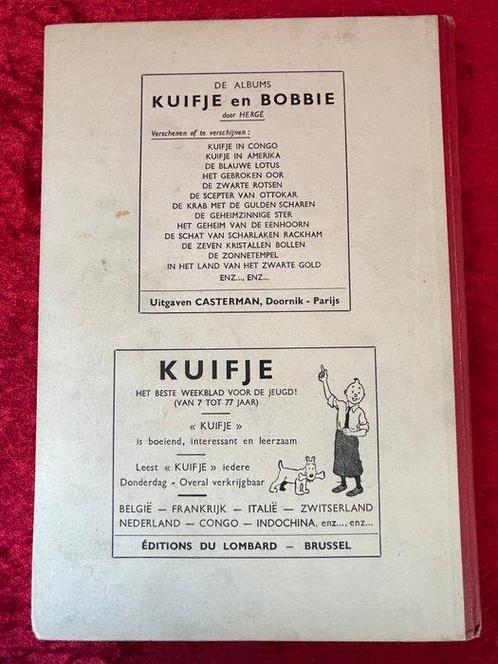 DE ALBUMS
KUIFJE en BOBBIE
door HERGÉ
Verschenen of te verschijnen :
KUIFJE IN CONGO
KUIFJE IN AMERIKA
DE BLAUWE LOTUS
HET GEBROKEN OOR
DE ZWARTE ROTSEN
DE SCEPTER VAN OTTOKAR
DE KRAB MET DE GULDEN SCHAREN
DE GEHEIMZINNIGE STER
HET GEHEIM VAN DE EENHOORN
DE SCHAT VAN SCHARLAKEN RACKHAM
DE ZEVEN KRISTALLEN BOLLEN
DE ZONNETEMPEL
IN HET LAND VAN HET ZWARTE GOLD
ENZ..., ENZ...
Uitgaven CASTERMAN, Doornik - Parijs
KUIFJE
HET BESTE WEEKBLAD VOOR DE JEUGD!
(VAN 7 TOT 77 JAAR)
« KUIFJE »
is boeiend, interessant en leerzaam
Leest « KUIFJE » iedere
Donderdag - Overal verkrijgbaar
BELGIË — FRANKRIJK — ITALIË — ZWITSERLAND
NEDERLAND — CONGO — INDOCHINA, enz..., enz...
ÉDITIONS DU LOMBARD — BRUSSEL